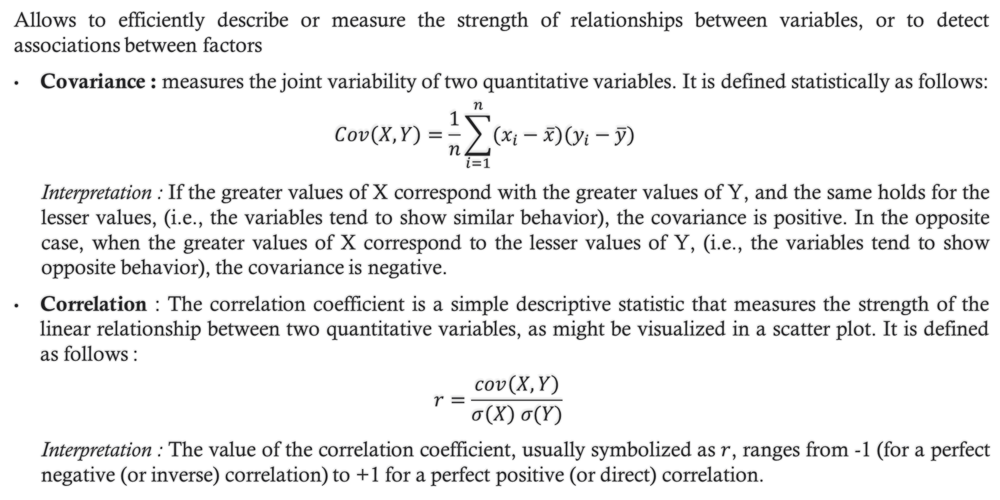 Allows to efficiently describe or measure the strength of relationships between variables, or to detect
associations between factors
• Covariance : measures the joint variability of two quantitative variables. It is defined statistically as follows:
Cov(X,Y) = \frac{1}{n} \sum_{i=1}^{n} (x_i − \bar{x})(y_i − \bar{y})
Interpretation : If the greater values of X correspond with the greater values of Y, and the same holds for the
lesser values, (i.e., the variables tend to show similar behavior), the covariance is positive. In the opposite
case, when the greater values of X correspond to the lesser values of Y, (i.e., the variables tend to show
opposite behavior), the covariance is negative.
• Correlation : The correlation coefficient is a simple descriptive statistic that measures the strength of the
linear relationship between two quantitative variables, as might be visualized in a scatter plot. It is defined
as follows :
r = \frac{cov(X,Y)}{σ(X) σ(Y)}
Interpretation : The value of the correlation coefficient, usually symbolized as r, ranges from -1 (for a perfect
negative (or inverse) correlation) to +1 for a perfect positive (or direct) correlation.